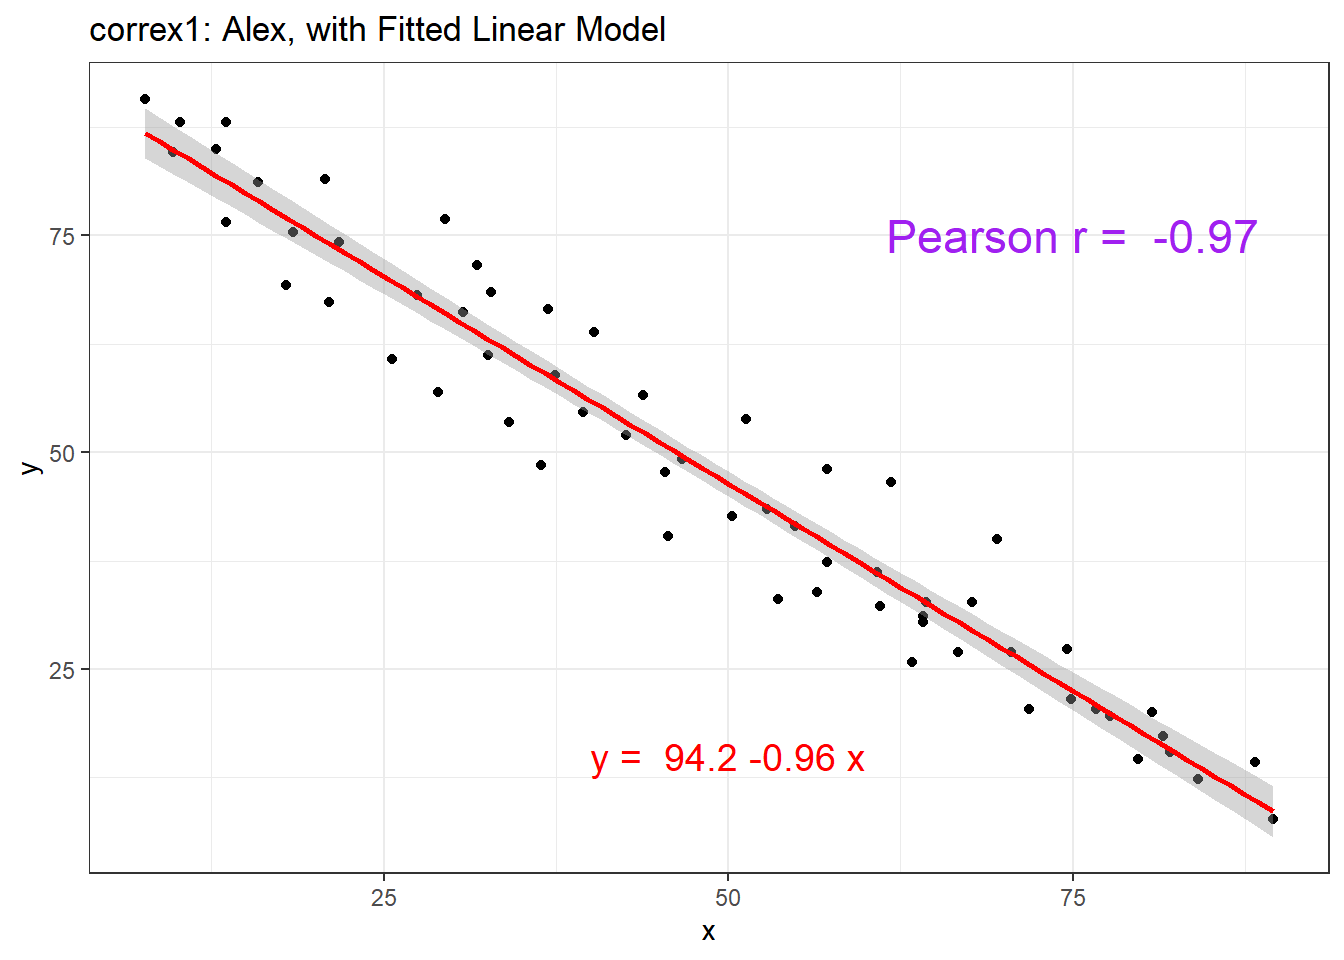 correx1: Alex, with Fitted Linear Model
Pearson r =  -0.97
y =  94.2 -0.96 x
75
50
25
y
25
50
75
x